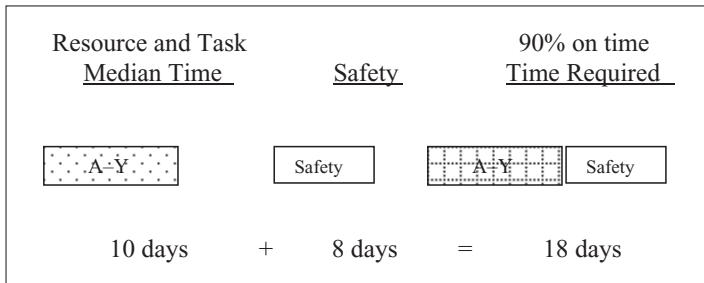 Resource and Task 90% on time
Median Time Safety Time Required
A–Y Safety A–Y Safety
10 days + 8 days = 18 days